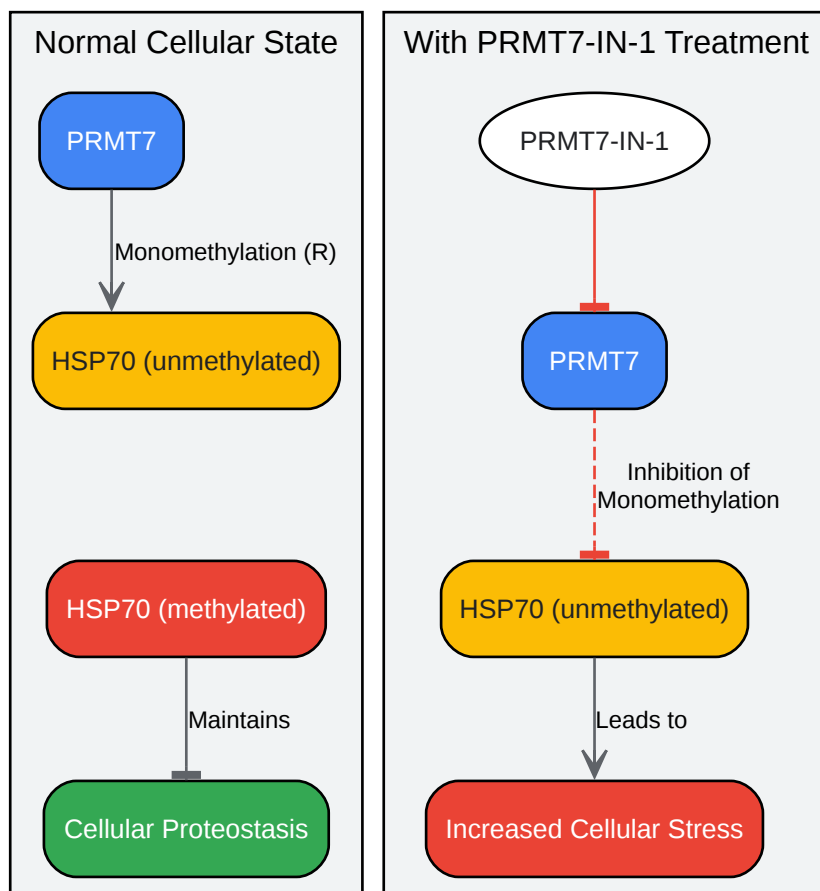 Normal Cellular State
PRMT7
Monomethylation (R)
HSP70 (unmethylated)
HSP70 (methylated)
Maintains
Cellular Proteostasis
With PRMT7-IN-1 Treatment
PRMT7-IN-1
PRMT7
Inhibition of
Monomethylation
HSP70 (unmethylated)
Leads to
Increased Cellular Stress